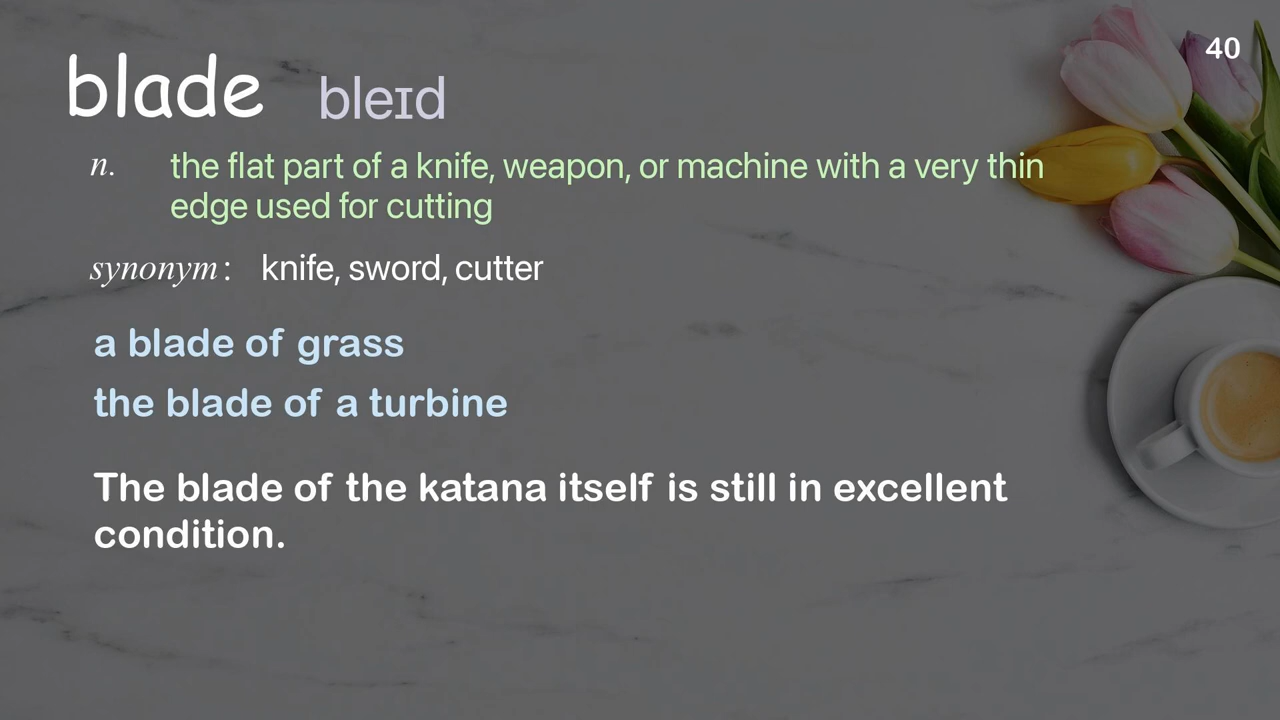 40
blade bleɪd
n. the flat part of a knife, weapon, or machine with a very thin
edge used for cutting
synonym: knife, sword, cutter
a blade of grass
the blade of a turbine
The blade of the katana itself is still in excellent
condition.